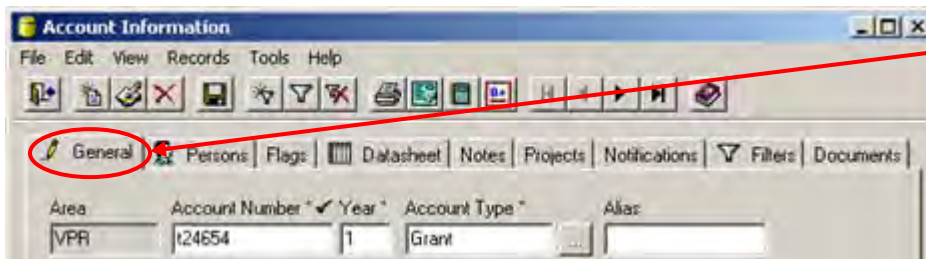 Account Information
File Edit View Records Tools Help
General Persons Flags Datasheet Notes Projects Notifications Filters Documents
Area Account Number * ✔ Year * Account Type * Alias
VPR t24654 1 Grant ...